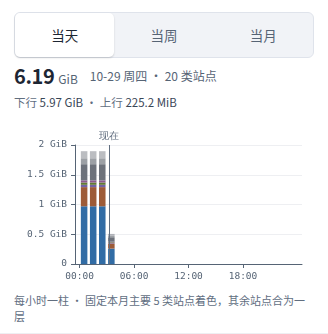 当天 当周 当月
6.19 GiB 10-29 周四 · 20 类站点
下行 5.97 GiB · 上行 225.2 MiB
现在
2 GiB
1.5 GiB
1 GiB
0.5 GiB
0
00:00 06:00 12:00 18:00
每小时一柱 · 固定本月主要 5 类站点着色，其余站点合为一
层